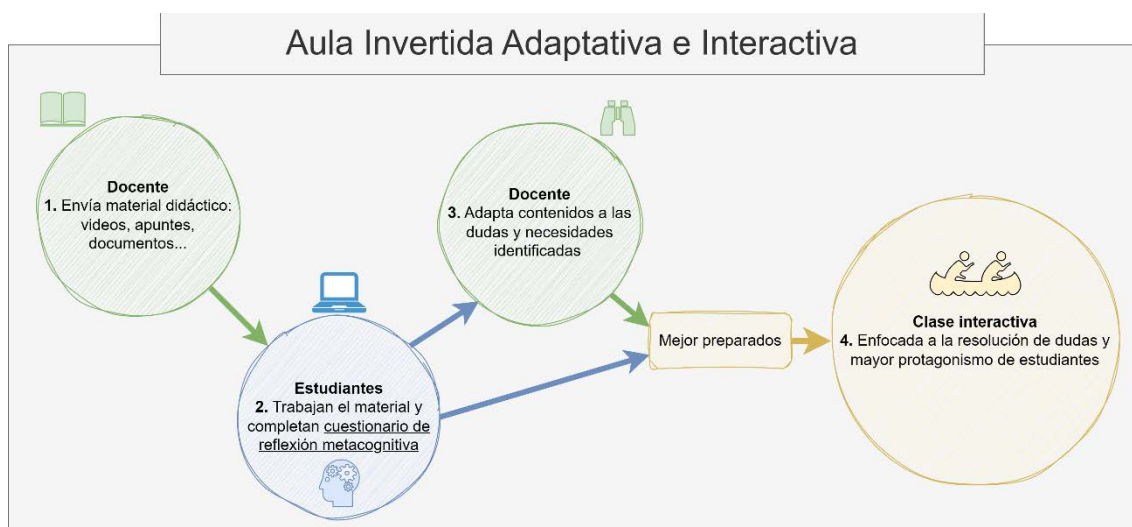 Aula Invertida Adaptativa e Interactiva
Docente
1. Envía material didáctico:
videos, apuntes,
documentos...
Estudiantes
2. Trabajan el material y
completan cuestionario de
reflexión metacognitiva
Docente
3. Adapta contenidos a las
dudas y necesidades
identificadas
Mejor preparados
Clase interactiva
4. Enfocada a la resolución de dudas y
mayor protagonismo de estudiantes